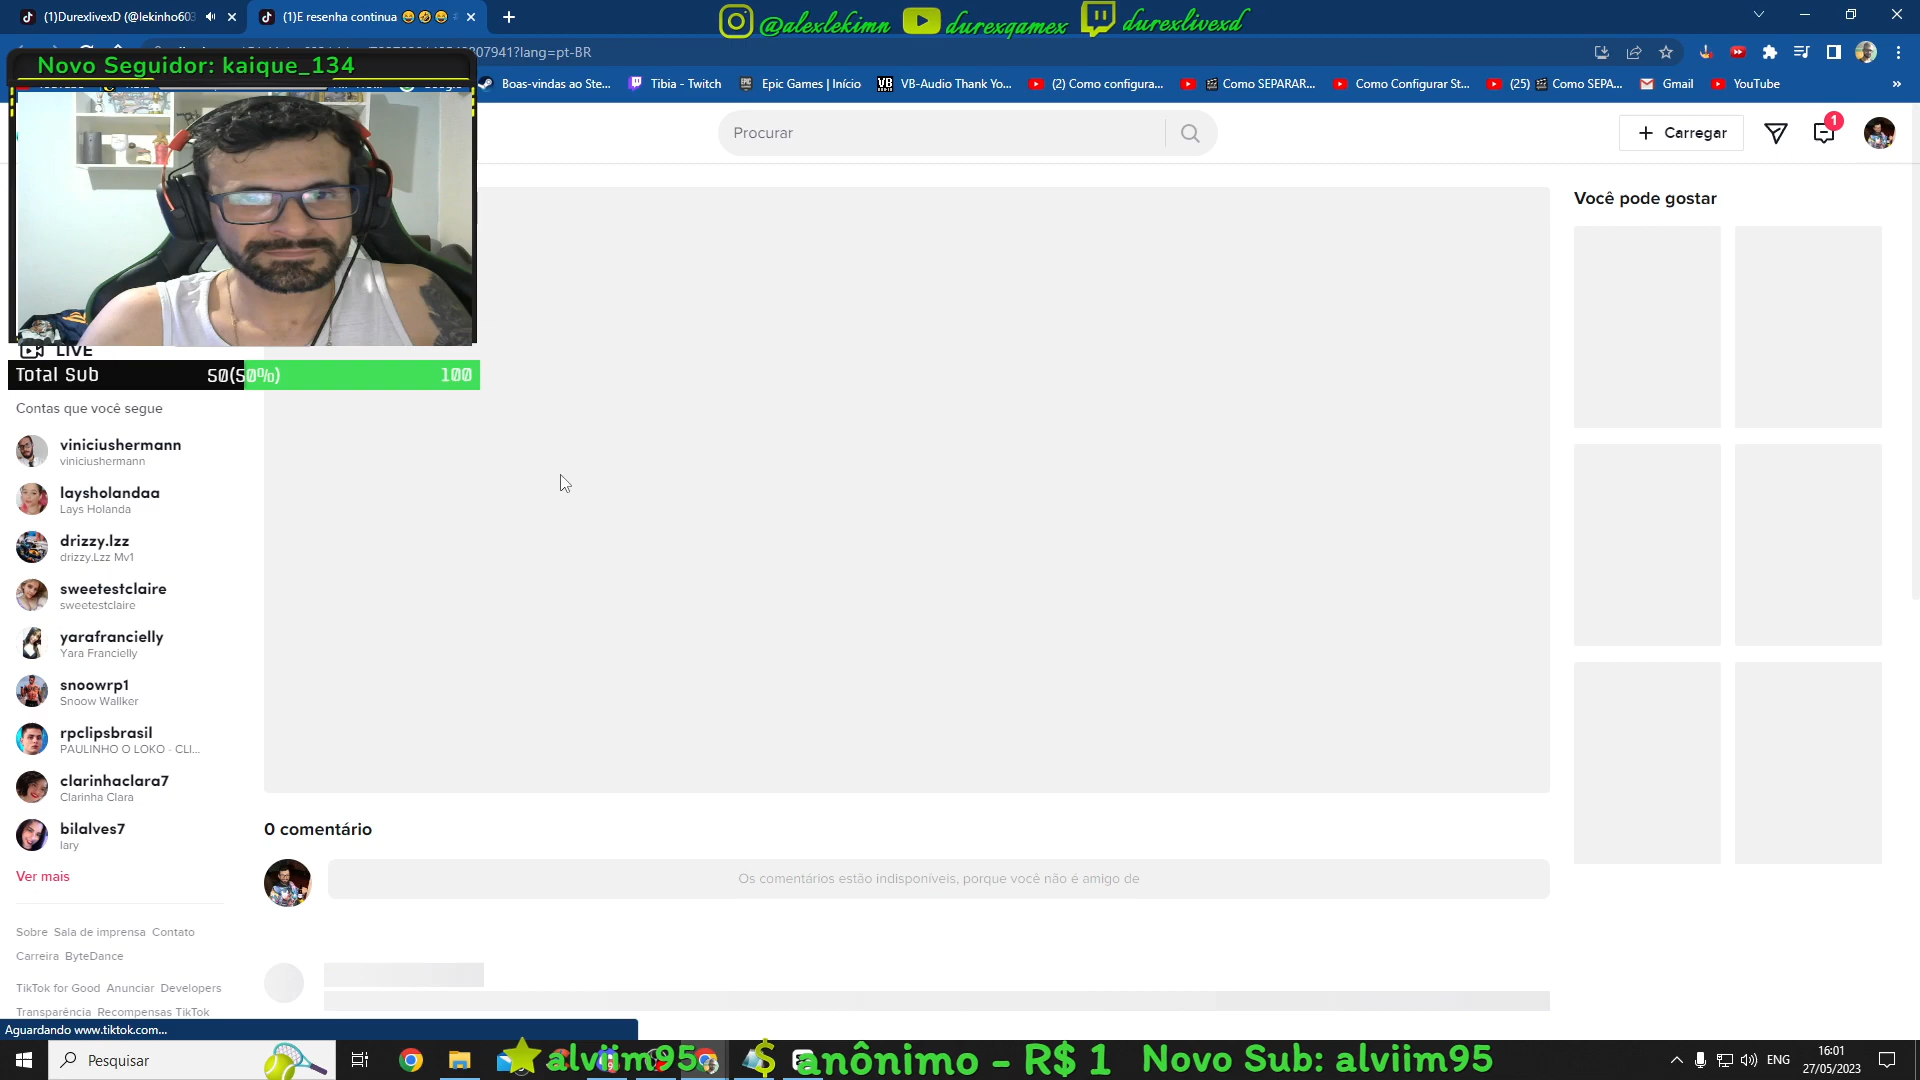 (1)DurexlivexD (@lekinho603
(1)E resenha continua 😂🤣😂
@alexlekimn
durexgamex
durexlivexd
807941?lang=pt-BR
Novo Seguidor: kaique_134
Boas-vindas ao Ste...
Tibia - Twitch
Epic Games | Início
VB-Audio Thank Yo...
(2) Como configura...
Como SEPARAR...
Como Configurar St...
(25) Como SEPA...
Gmail
YouTube
»
Procurar
+ Carregar
1
Você pode gostar
LIVE
Total Sub 50(50%) 100
Contas que você segue
viniciushermann
viniciushermann
laysholandaa
Lays Holanda
drizzy.lzz
drizzy.Lzz Mv1
sweetestclaire
sweetestclaire
yarafrancielly
Yara Francielly
snoowrp1
Snoow Wallker
rpclipsbrasil
PAULINHO O LOKO - CLI...
clarinhaclara7
Clarinha Clara
bilalves7
Iary
Ver mais
0 comentário
Os comentários estão indisponíveis, porque você não é amigo de
Sobre Sala de imprensa Contato
Carreira ByteDance
TikTok for Good Anunciar Developers
Transparência Recompensas TikTok
Aguardando www.tiktok.com...
Pesquisar
alviim95
$ anônimo - R$ 1
Novo Sub: alviim95
ENG
16:01
27/05/2023